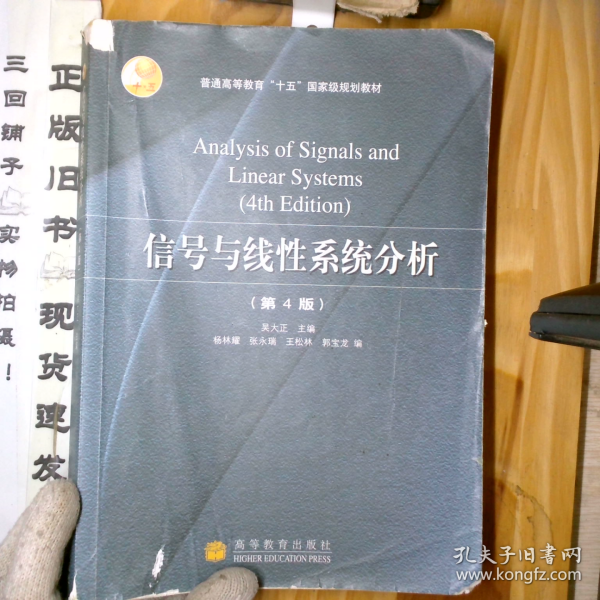 三回铺子
实物拍摄！
正版旧书
现货速发
十·五
普通高等教育“十五”国家级规划教材
Analysis of Signals and
Linear Systems
(4th Edition)
信号与线性系统分析
（第 4 版）
吴大正 主编
杨林耀 张永瑞 王松林 郭宝龙 编
高等教育出版社
HIGHER EDUCATION PRESS
孔夫子旧书网
www.kongfz.com